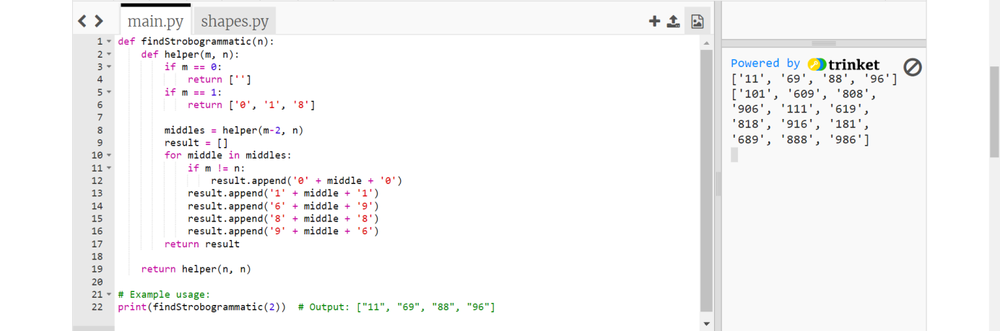 main.py shapes.py
1 def findStrobogrammatic(n):
2 def helper(m, n):
3 if m == 0:
4 return ['']
5 if m == 1:
6 return ['0', '1', '8']
7
8 middles = helper(m-2, n)
9 result = []
10 for middle in middles:
11 if m != n:
12 result.append('0' + middle + '0')
13 result.append('1' + middle + '1')
14 result.append('6' + middle + '9')
15 result.append('8' + middle + '8')
16 result.append('9' + middle + '6')
17 return result
18
19 return helper(n, n)
20
21 # Example usage:
22 print(findStrobogrammatic(2))  # Output: ["11", "69", "88", "96"]
Powered by trinket
['11', '69', '88', '96']
['101', '609', '808',
'906', '111', '619',
'818', '916', '181',
'689', '888', '986']